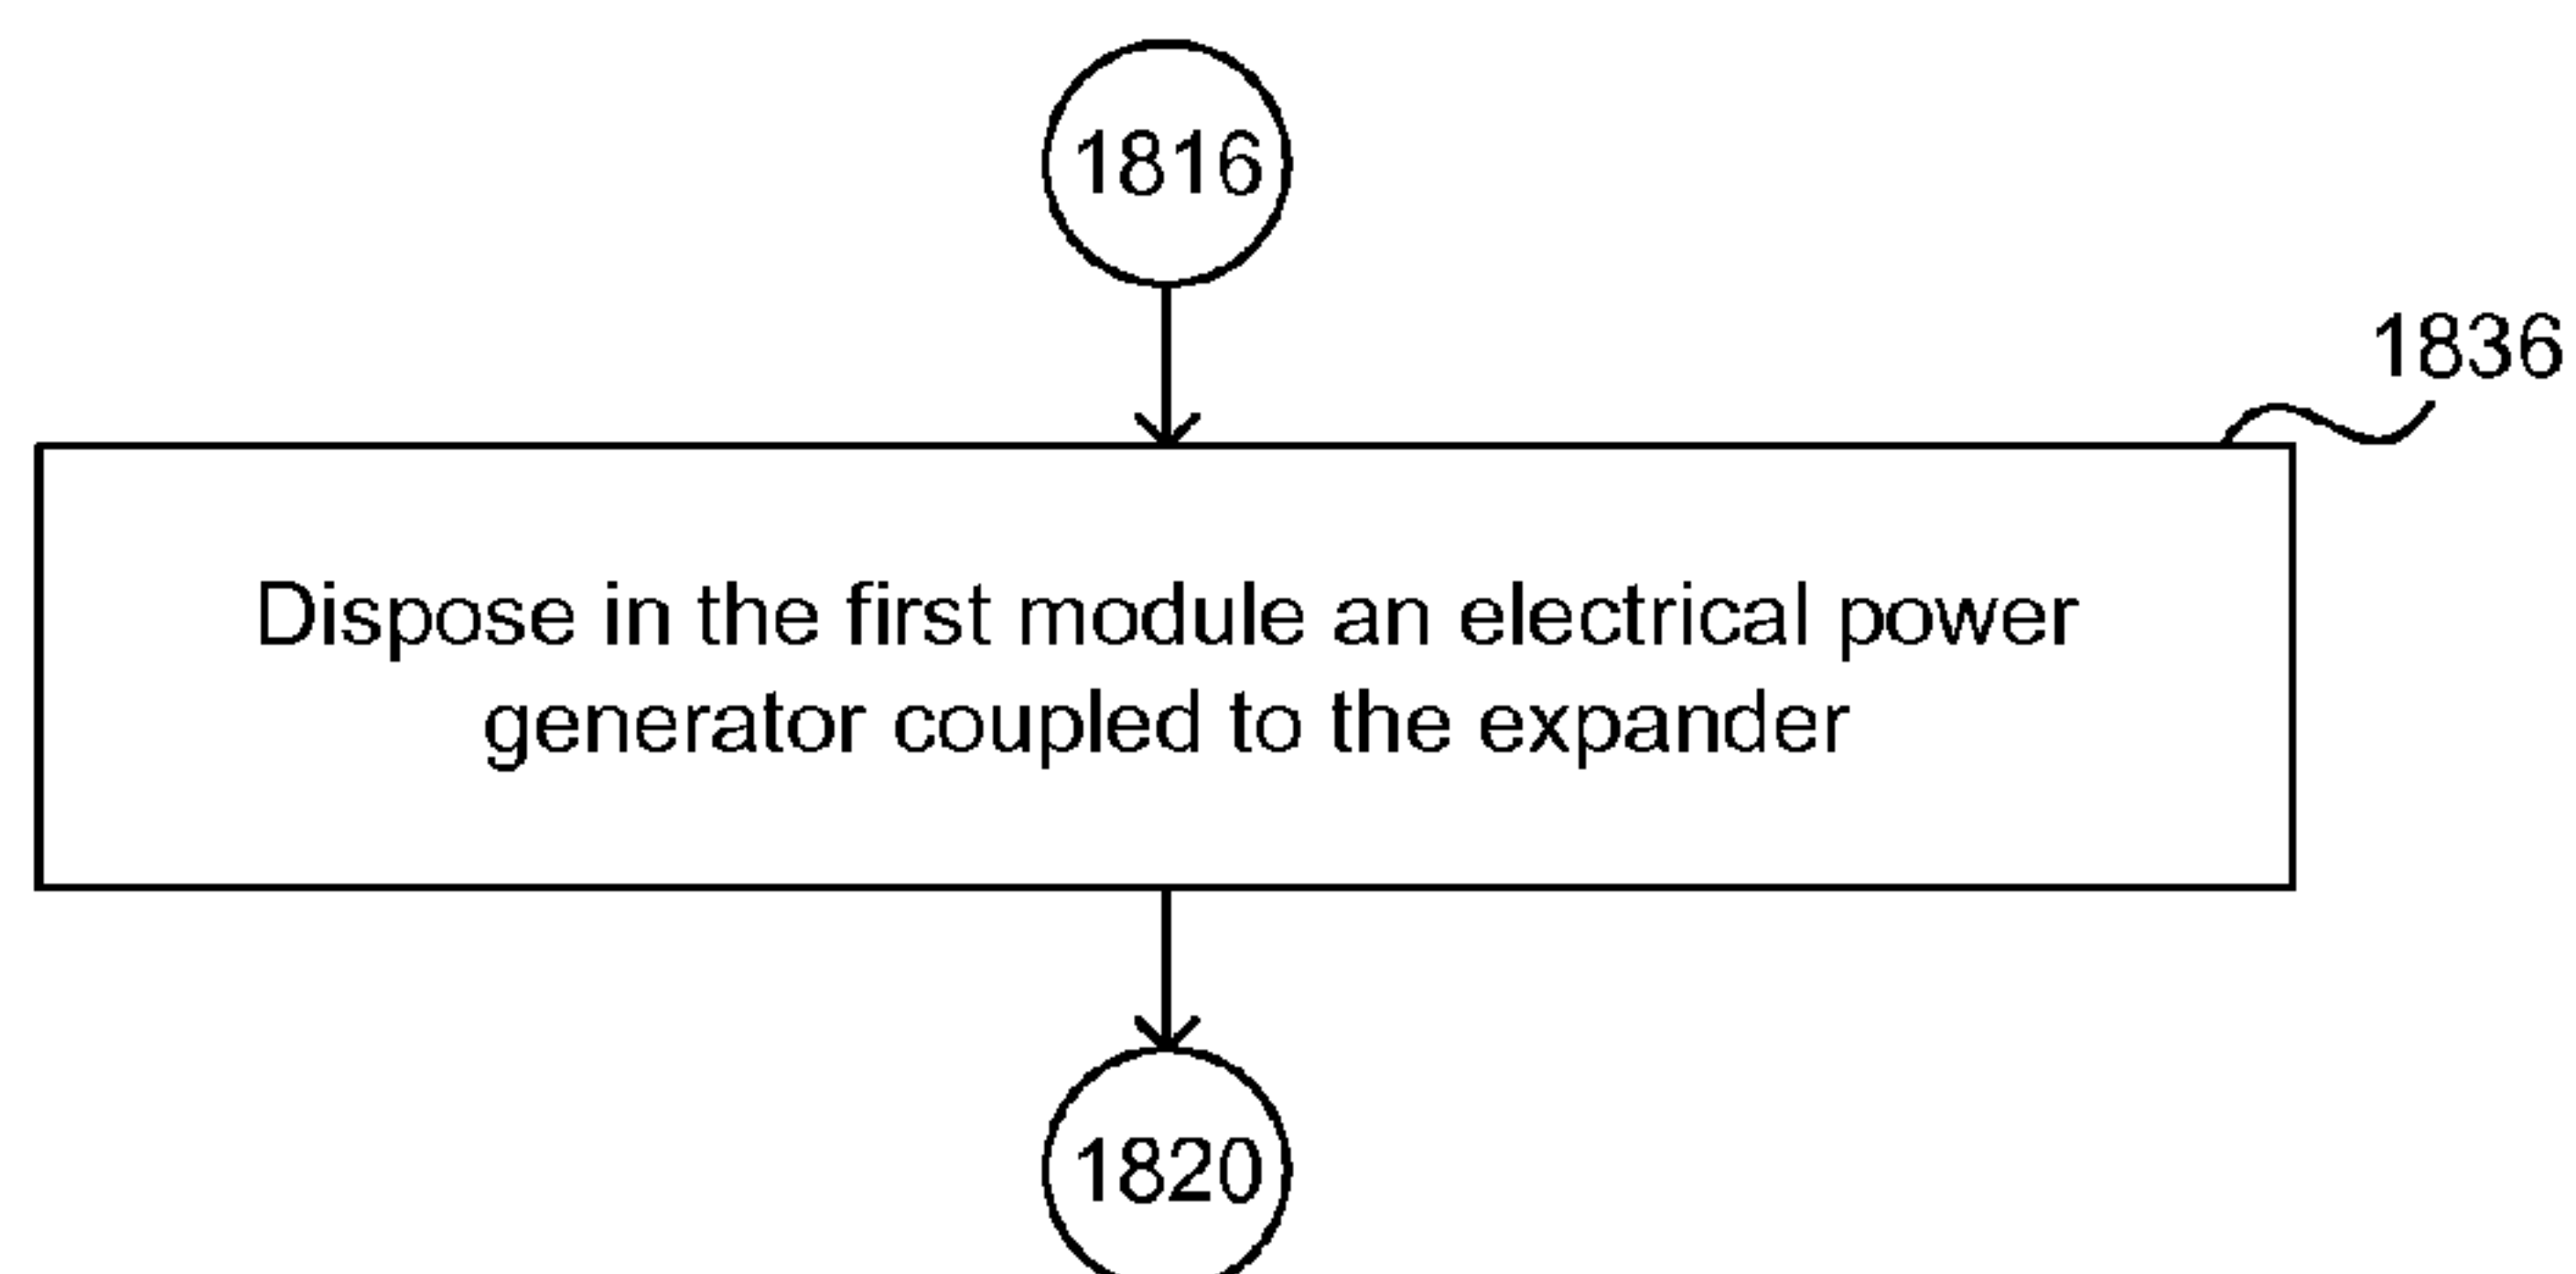 1816
1836
Dispose in the first module an electrical power
generator coupled to the expander
1820